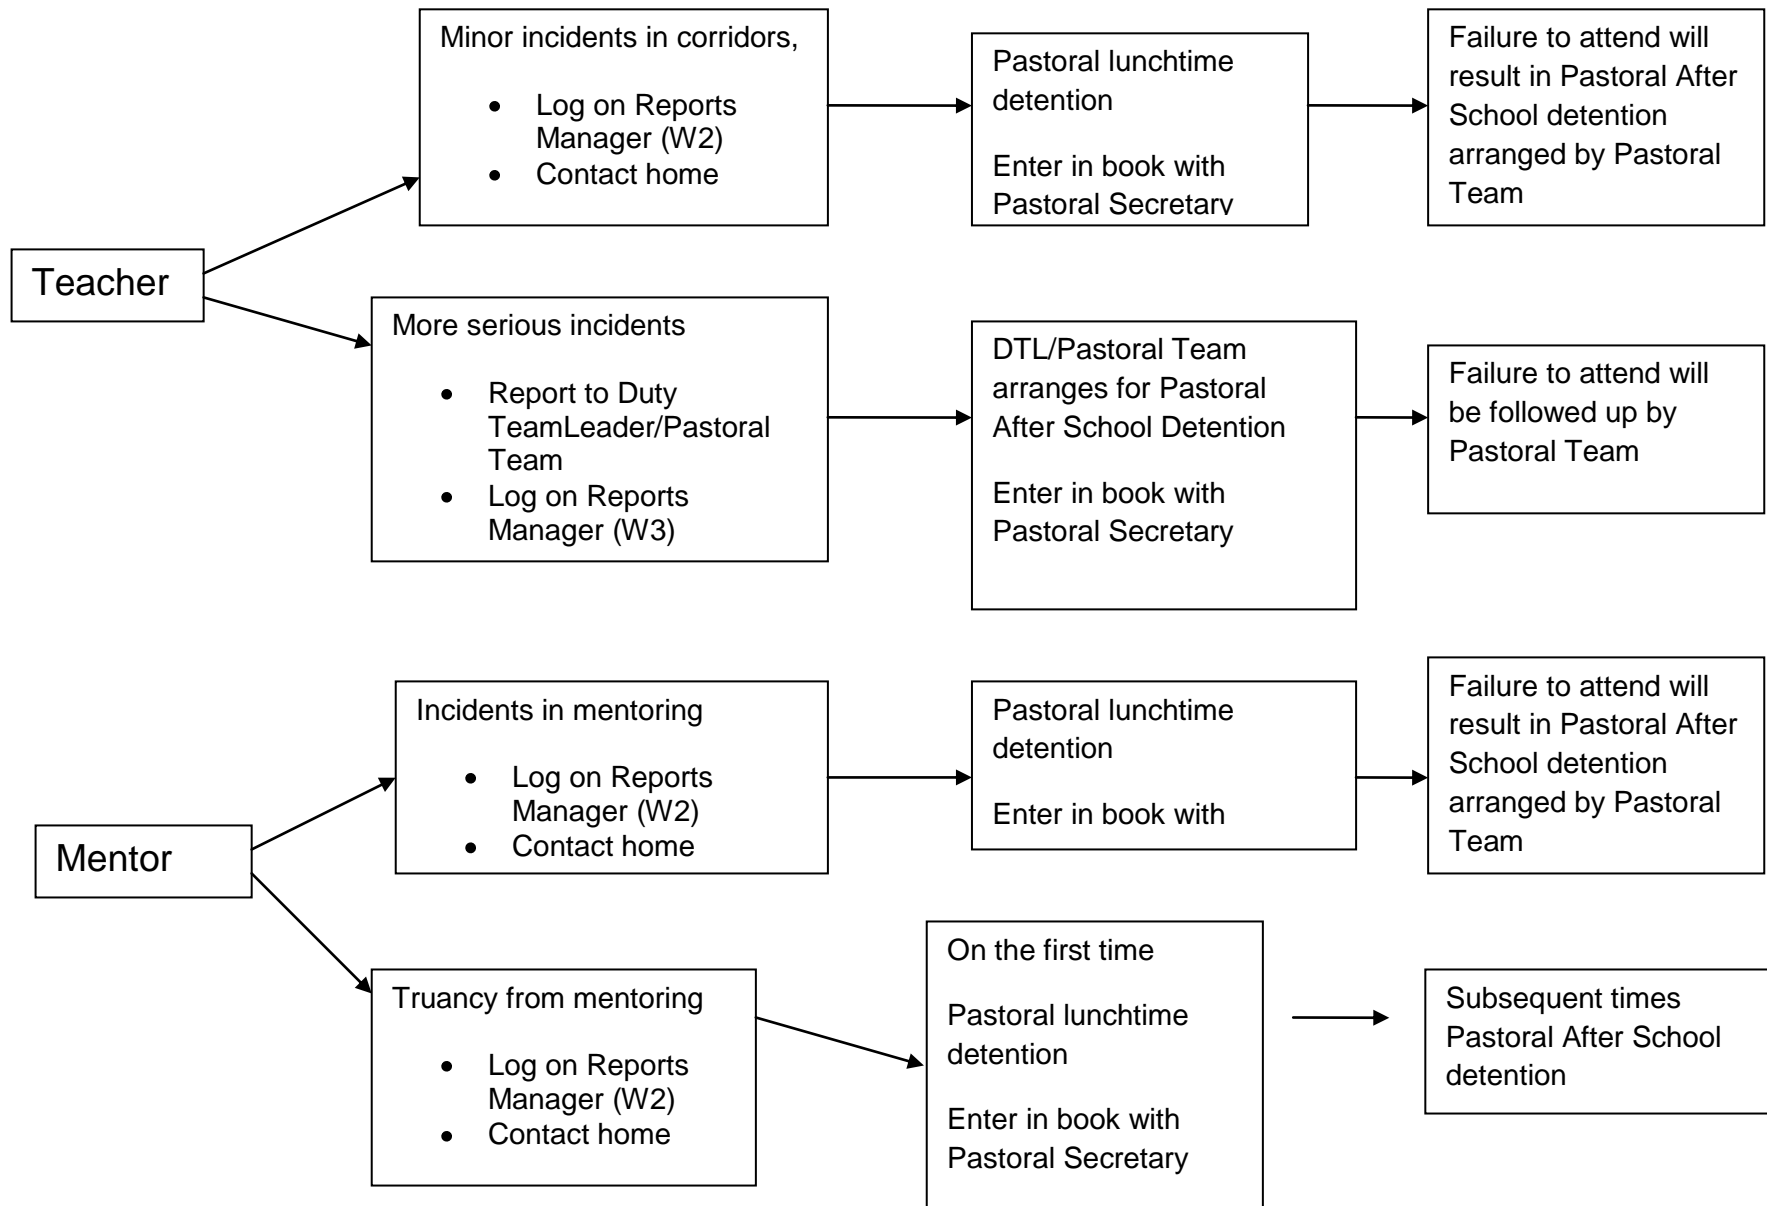 Teacher
Minor incidents in corridors,
• Log on Reports
Manager (W2)
• Contact home
Pastoral lunchtime
detention
Enter in book with
Pastoral Secretary
Failure to attend will
result in Pastoral After
School detention
arranged by Pastoral
Team
More serious incidents
• Report to Duty
TeamLeader/Pastoral
Team
• Log on Reports
Manager (W3)
DTL/Pastoral Team
arranges for Pastoral
After School Detention
Enter in book with
Pastoral Secretary
Failure to attend will
be followed up by
Pastoral Team
Mentor
Incidents in mentoring
• Log on Reports
Manager (W2)
• Contact home
Pastoral lunchtime
detention
Enter in book with
Failure to attend will
result in Pastoral After
School detention
arranged by Pastoral
Team
Truancy from mentoring
• Log on Reports
Manager (W2)
• Contact home
On the first time
Pastoral lunchtime
detention
Enter in book with
Pastoral Secretary
Subsequent times
Pastoral After School
detention